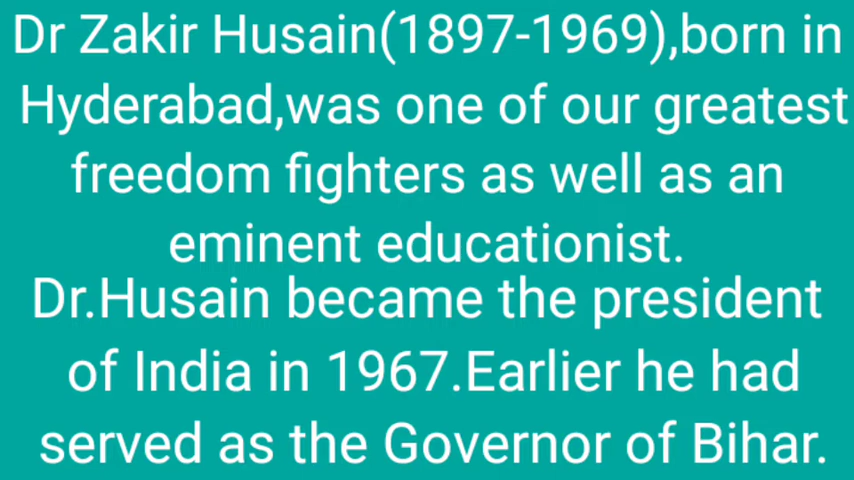 Dr Zakir Husain(1897-1969),born in
Hyderabad,was one of our greatest
freedom fighters as well as an
eminent educationist.
Dr.Husain became the president
of India in 1967.Earlier he had
served as the Governor of Bihar.